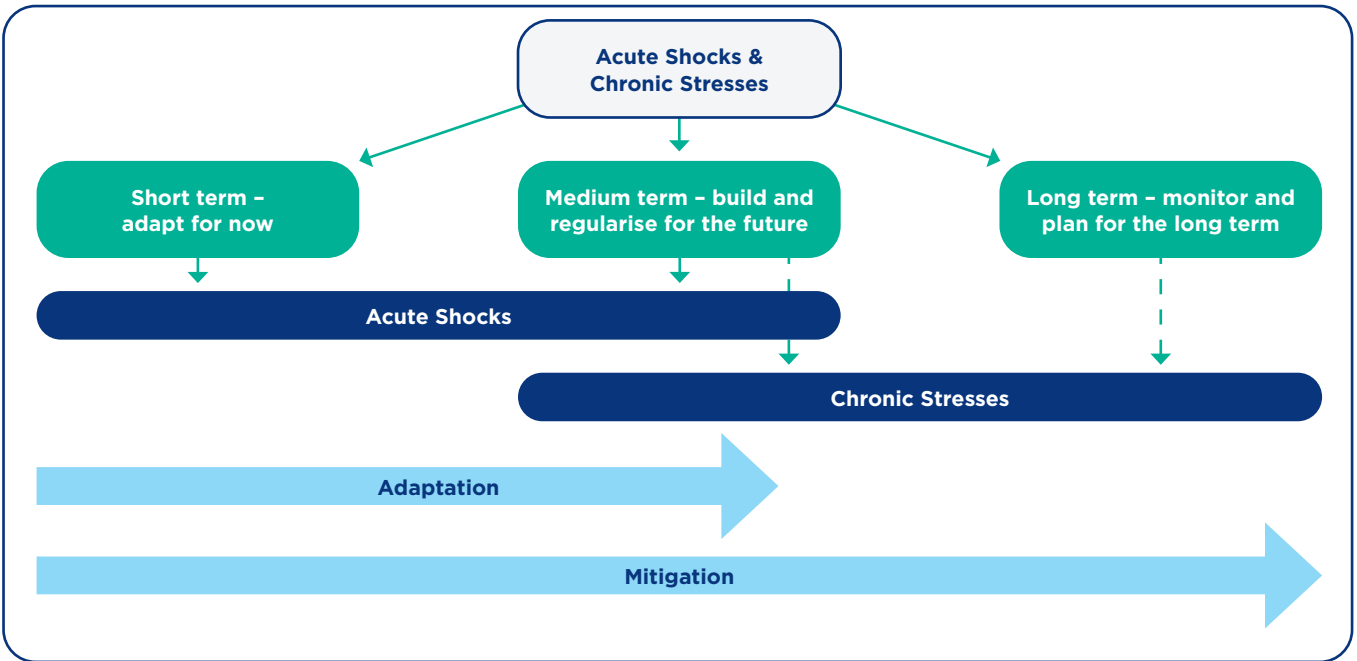 Acute Shocks &
Chronic Stresses
Short term –
adapt for now
Medium term – build and
regularise for the future
Long term – monitor and
plan for the long term
Acute Shocks
Chronic Stresses
Adaptation
Mitigation